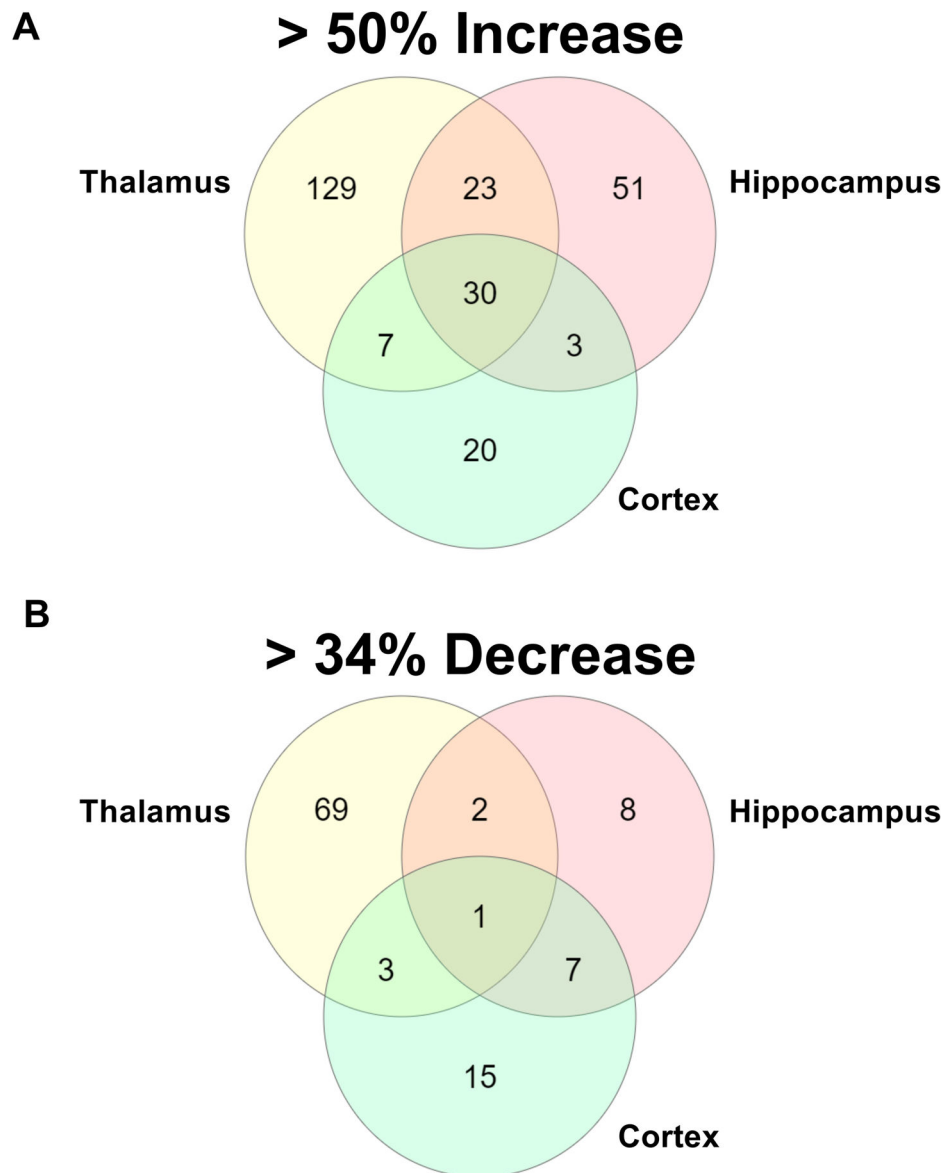 A
> 50% Increase
Thalamus 129 23 51 Hippocampus
30
7 3
20
Cortex
B
> 34% Decrease
Thalamus 69 2 8 Hippocampus
1
3 7
15
Cortex